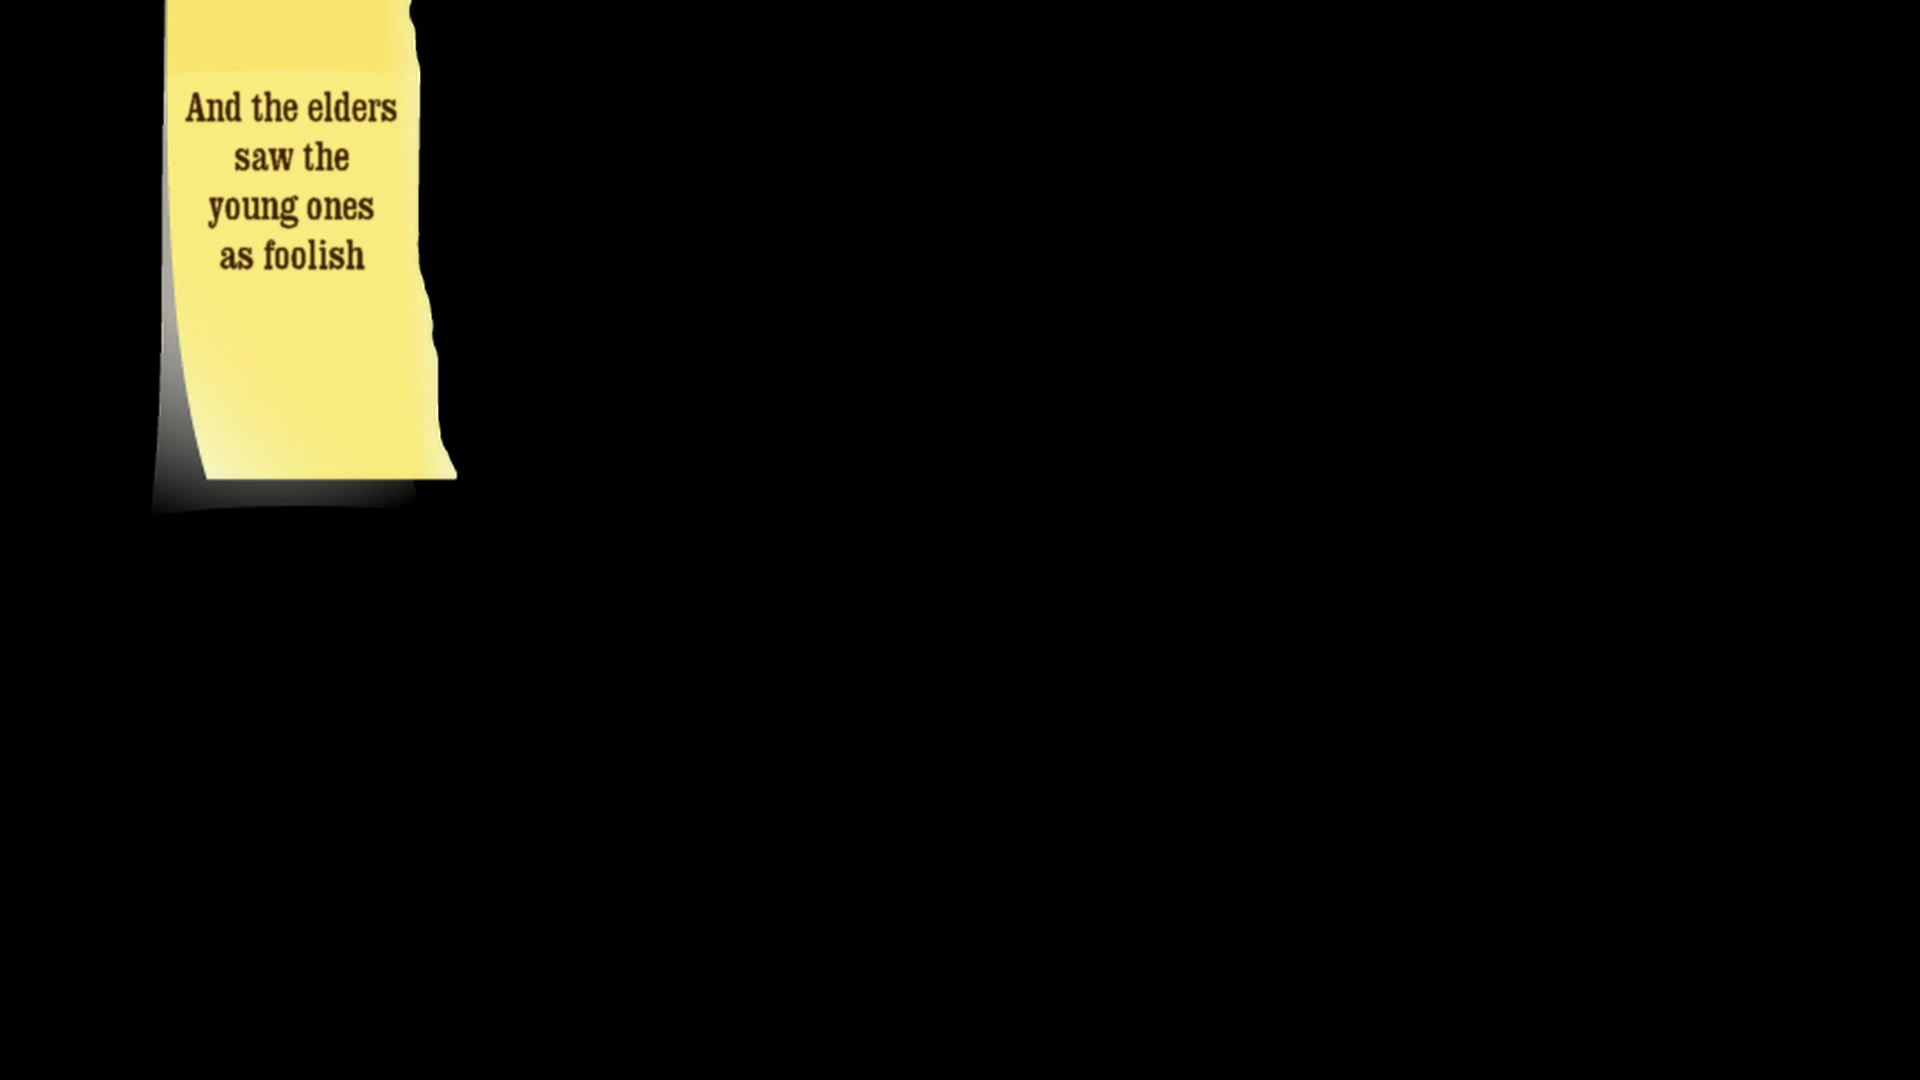 And the elders
saw the
young ones
as foolish